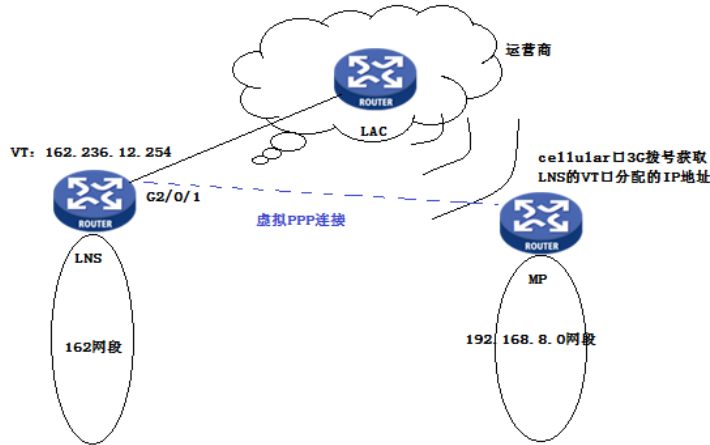 运营商
ROUTER
LAC
VT：162.236.12.254
cellular口3G拨号获取
LNS的VT口分配的IP地址
G2/0/1
ROUTER
虚拟PPP连接
ROUTER
LNS
MP
162网段
192.168.8.0网段